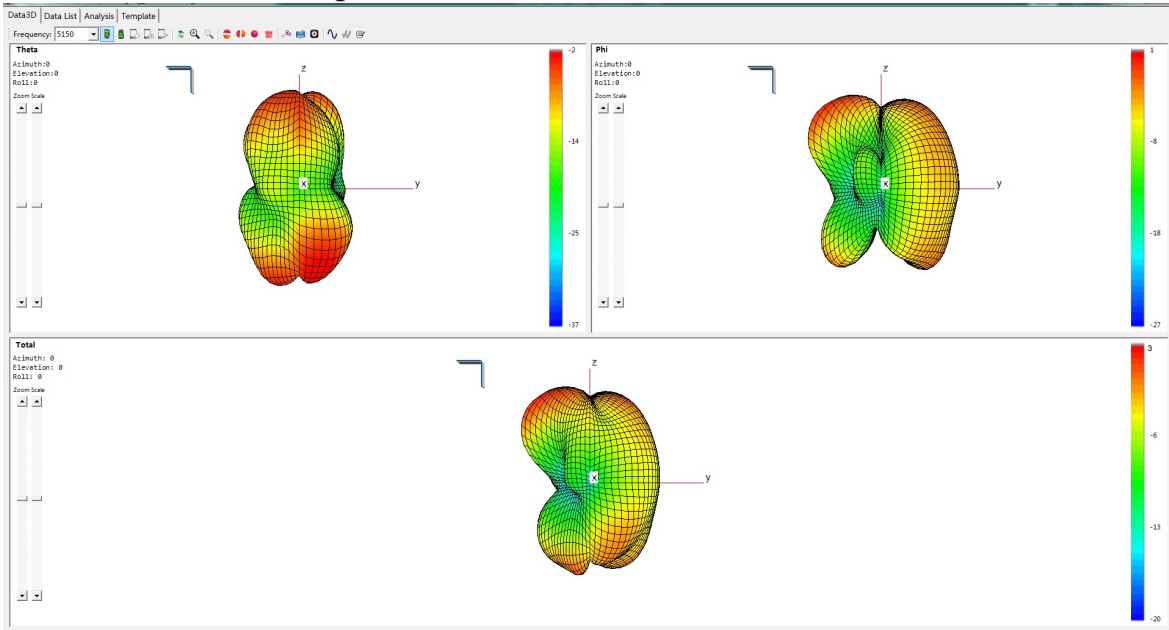 Data3D Data List Analysis Template
Frequency: 5150
Theta
Azimuth:0
Elevation:0
Roll:0
Zoom Scale
z
x
y
-2
-14
-25
-37
Phi
Azimuth:0
Elevation:0
Roll:0
Zoom Scale
z
x
y
1
-8
-18
-27
Total
Azimuth: 0
Elevation: 0
Roll: 0
Zoom Scale
z
x
y
3
-6
-13
-20